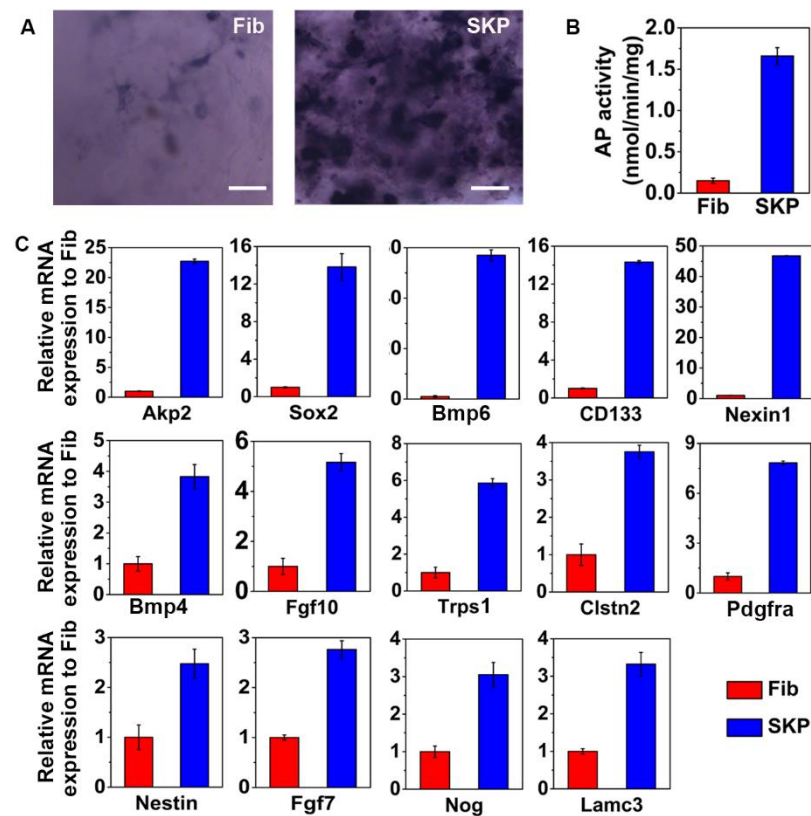 A
Fib
SKP
B
AP activity
(nmol/min/mg)
2.0
1.5
1.0
0.5
0.0
Fib
SKP
C
Relative mRNA
expression to Fib
25
20
15
10
5
0
Akp2
16
12
8
4
0
Sox2
0
Bmp6
16
12
8
4
0
CD133
50
40
30
20
10
0
Nexin1
Relative mRNA
expression to Fib
5
4
3
2
1
0
Bmp4
6
4
2
0
Fgf10
8
6
4
2
0
Trps1
4
3
2
1
0
Clstn2
9
6
3
0
Pdgfra
Relative mRNA
expression to Fib
3
2
1
0
Nestin
3
2
1
0
Fgf7
4
3
2
1
0
Nog
4
3
2
1
0
Lamc3
Fib
SKP